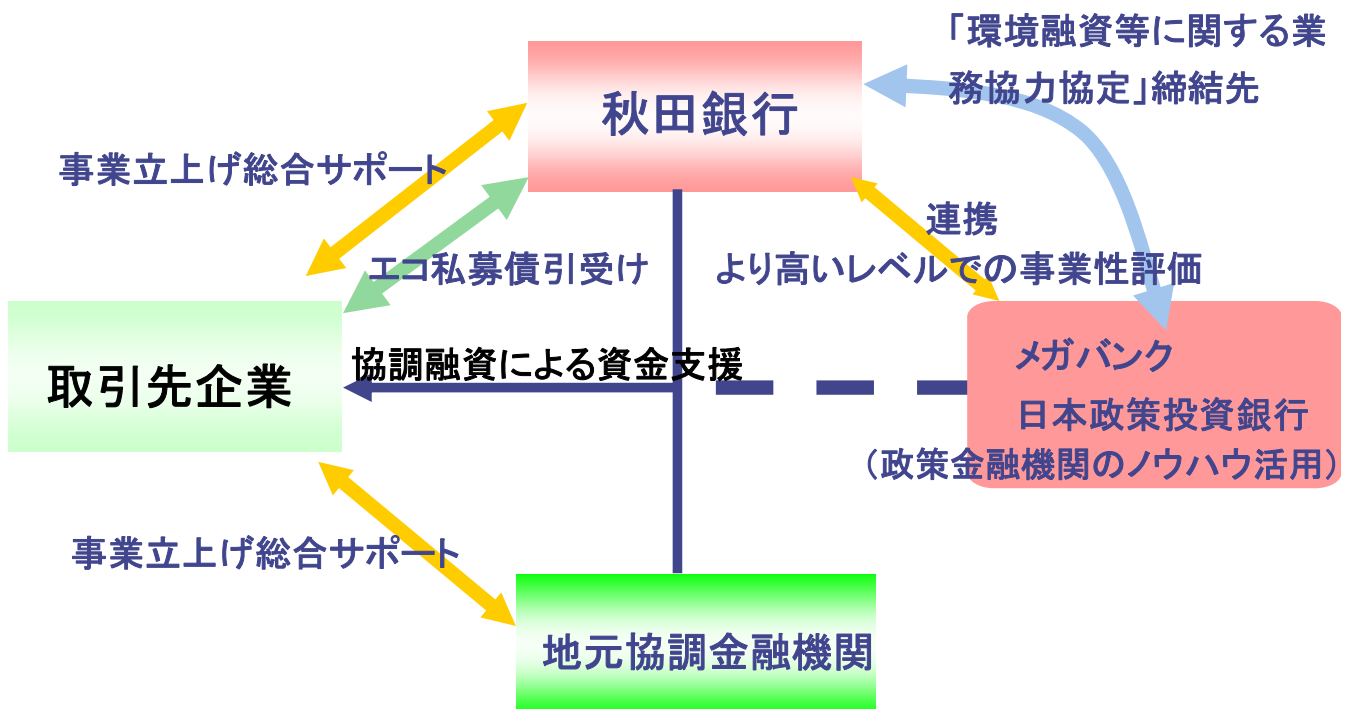 「環境融資等に関する業
務協力協定」締結先
秋田銀行
事業立上げ総合サポート
連携
エコ私募債引受け
より高いレベルでの事業性評価
取引先企業
協調融資による資金支援
メガバンク
日本政策投資銀行
（政策金融機関のノウハウ活用）
事業立上げ総合サポート
地元協調金融機関